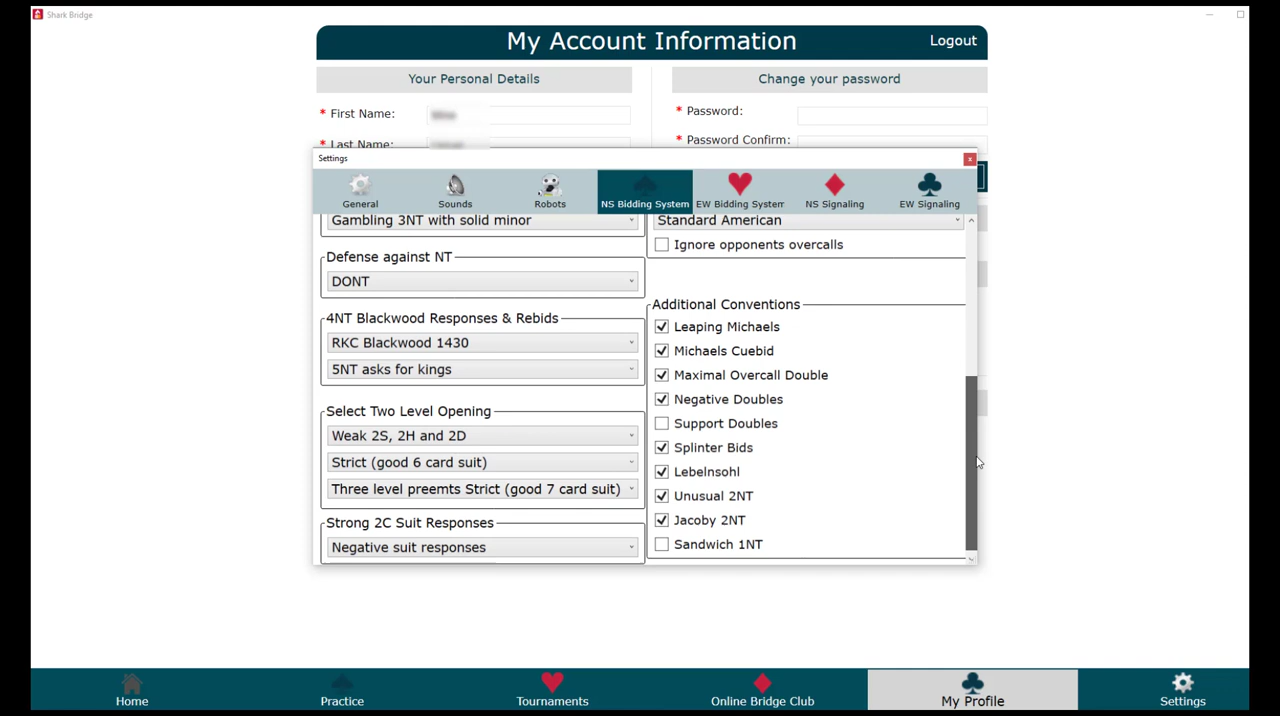 Shark Bridge
My Account Information
Logout
Your Personal Details
Change your password
* First Name:
* Password:
* Last Name:
* Password Confirm:
Settings
x
General
Sounds
Robots
NS Bidding System
EW Bidding System
NS Signaling
EW Signaling
Gambling 3NT with solid minor
Standard American
Ignore opponents overcalls
Defense against NT
DONT
4NT Blackwood Responses & Rebids
RKC Blackwood 1430
5NT asks for kings
Select Two Level Opening
Weak 2S, 2H and 2D
Strict (good 6 card suit)
Three level preemts Strict (good 7 card suit)
Strong 2C Suit Responses
Negative suit responses
Additional Conventions
Leaping Michaels
Michaels Cuebid
Maximal Overcall Double
Negative Doubles
Support Doubles
Splinter Bids
Lebelnsohl
Unusual 2NT
Jacoby 2NT
Sandwich 1NT
Home
Practice
Tournaments
Online Bridge Club
My Profile
Settings